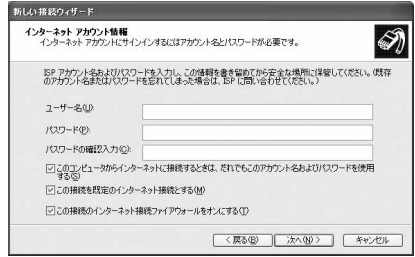 新しい接続ウィザード
インターネット アカウント情報
インターネット アカウントにサインインするにはアカウント名とパスワードが必要です。
ISP アカウント名およびパスワードを入力し、この情報を書き留めてから安全な場所に保管してください。(既存
のアカウント名またはパスワードを忘れてしまった場合は、ISP に問い合わせてください。)
ユーザー名(U):
パスワード(P):
パスワードの確認入力(C):
このコンピュータからインターネットに接続するときは、だれでもこのアカウント名およびパスワードを使用
する(S)
この接続を既定のインターネット接続とする(M)
この接続のインターネット接続ファイアウォールをオンにする(T)
< 戻る(B) 次へ(N) > キャンセル